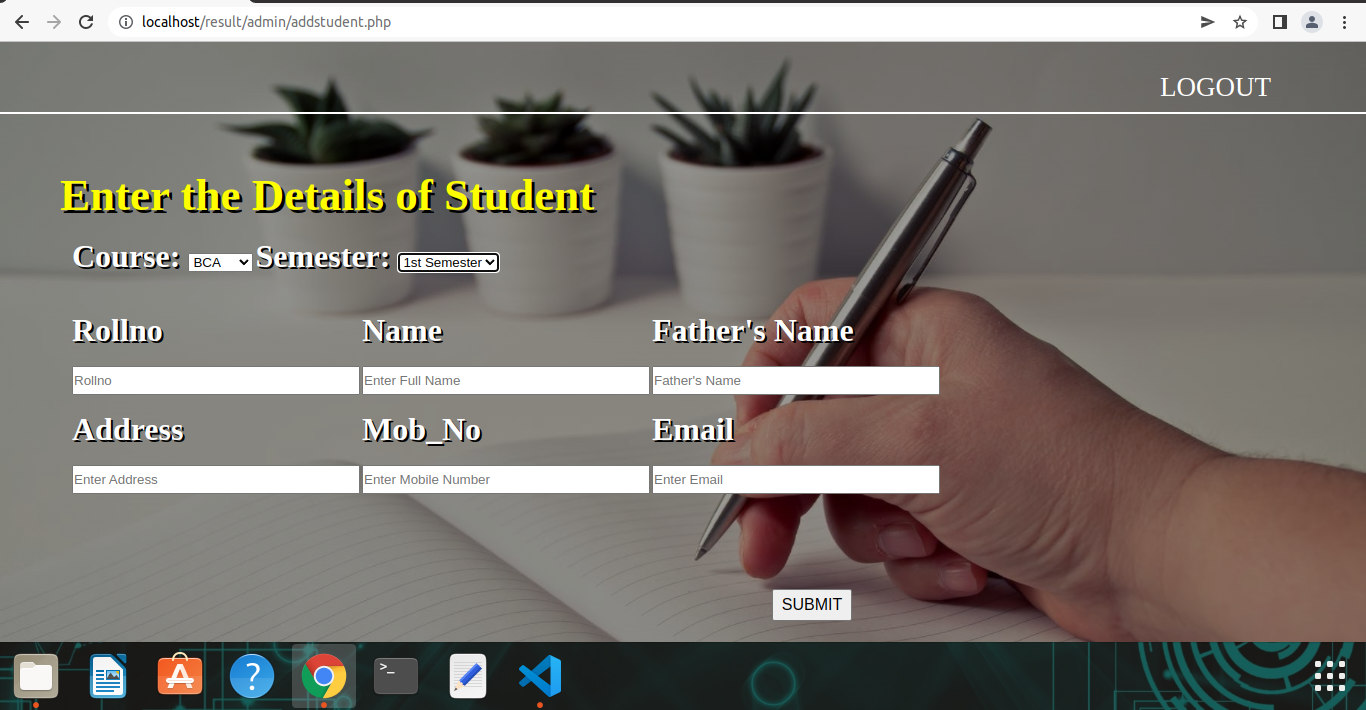 localhost/result/admin/addstudent.php
LOGOUT
Enter the Details of Student
Course: BCA Semester: 1st Semester
Rollno Name Father's Name
Rollno Enter Full Name Father's Name
Address Mob_No Email
Enter Address Enter Mobile Number Enter Email
SUBMIT